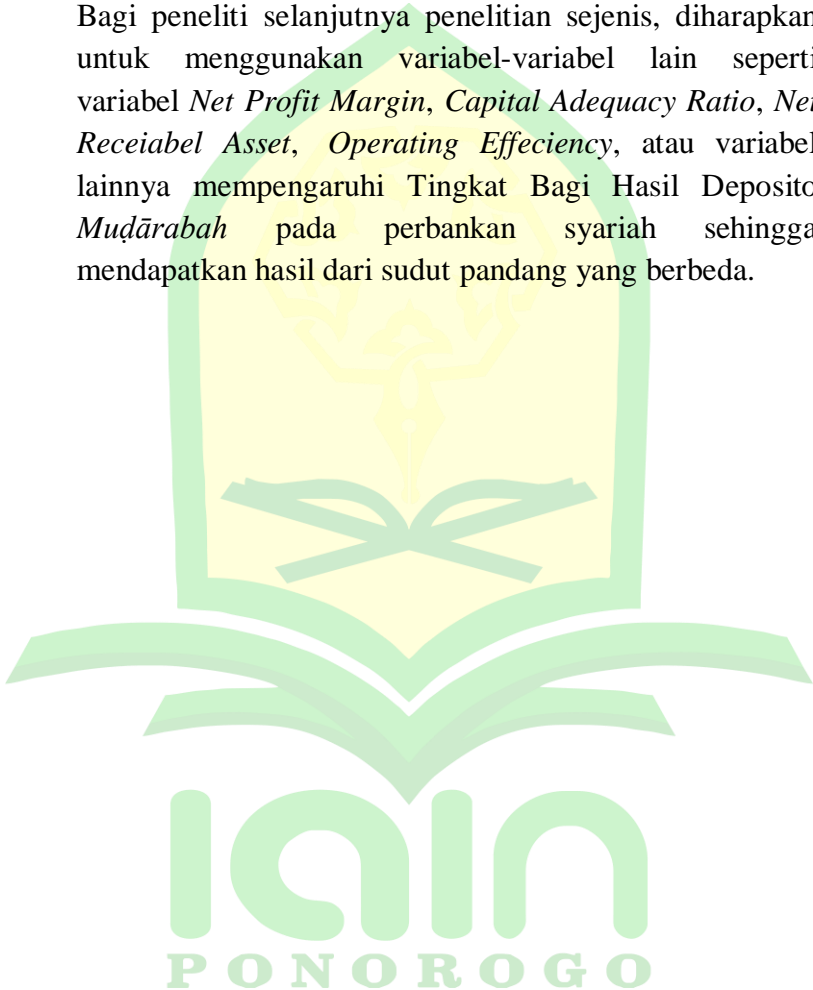 Bagi peneliti selanjutnya penelitian sejenis, diharapkan
untuk menggunakan variabel-variabel lain seperti
variabel Net Profit Margin, Capital Adequacy Ratio, Net
Receiabel Asset, Operating Effeciency, atau variabel
lainnya mempengaruhi Tingkat Bagi Hasil Deposito
Muḍārabah pada perbankan syariah sehingga
mendapatkan hasil dari sudut pandang yang berbeda.
IAIN
PONOROGO